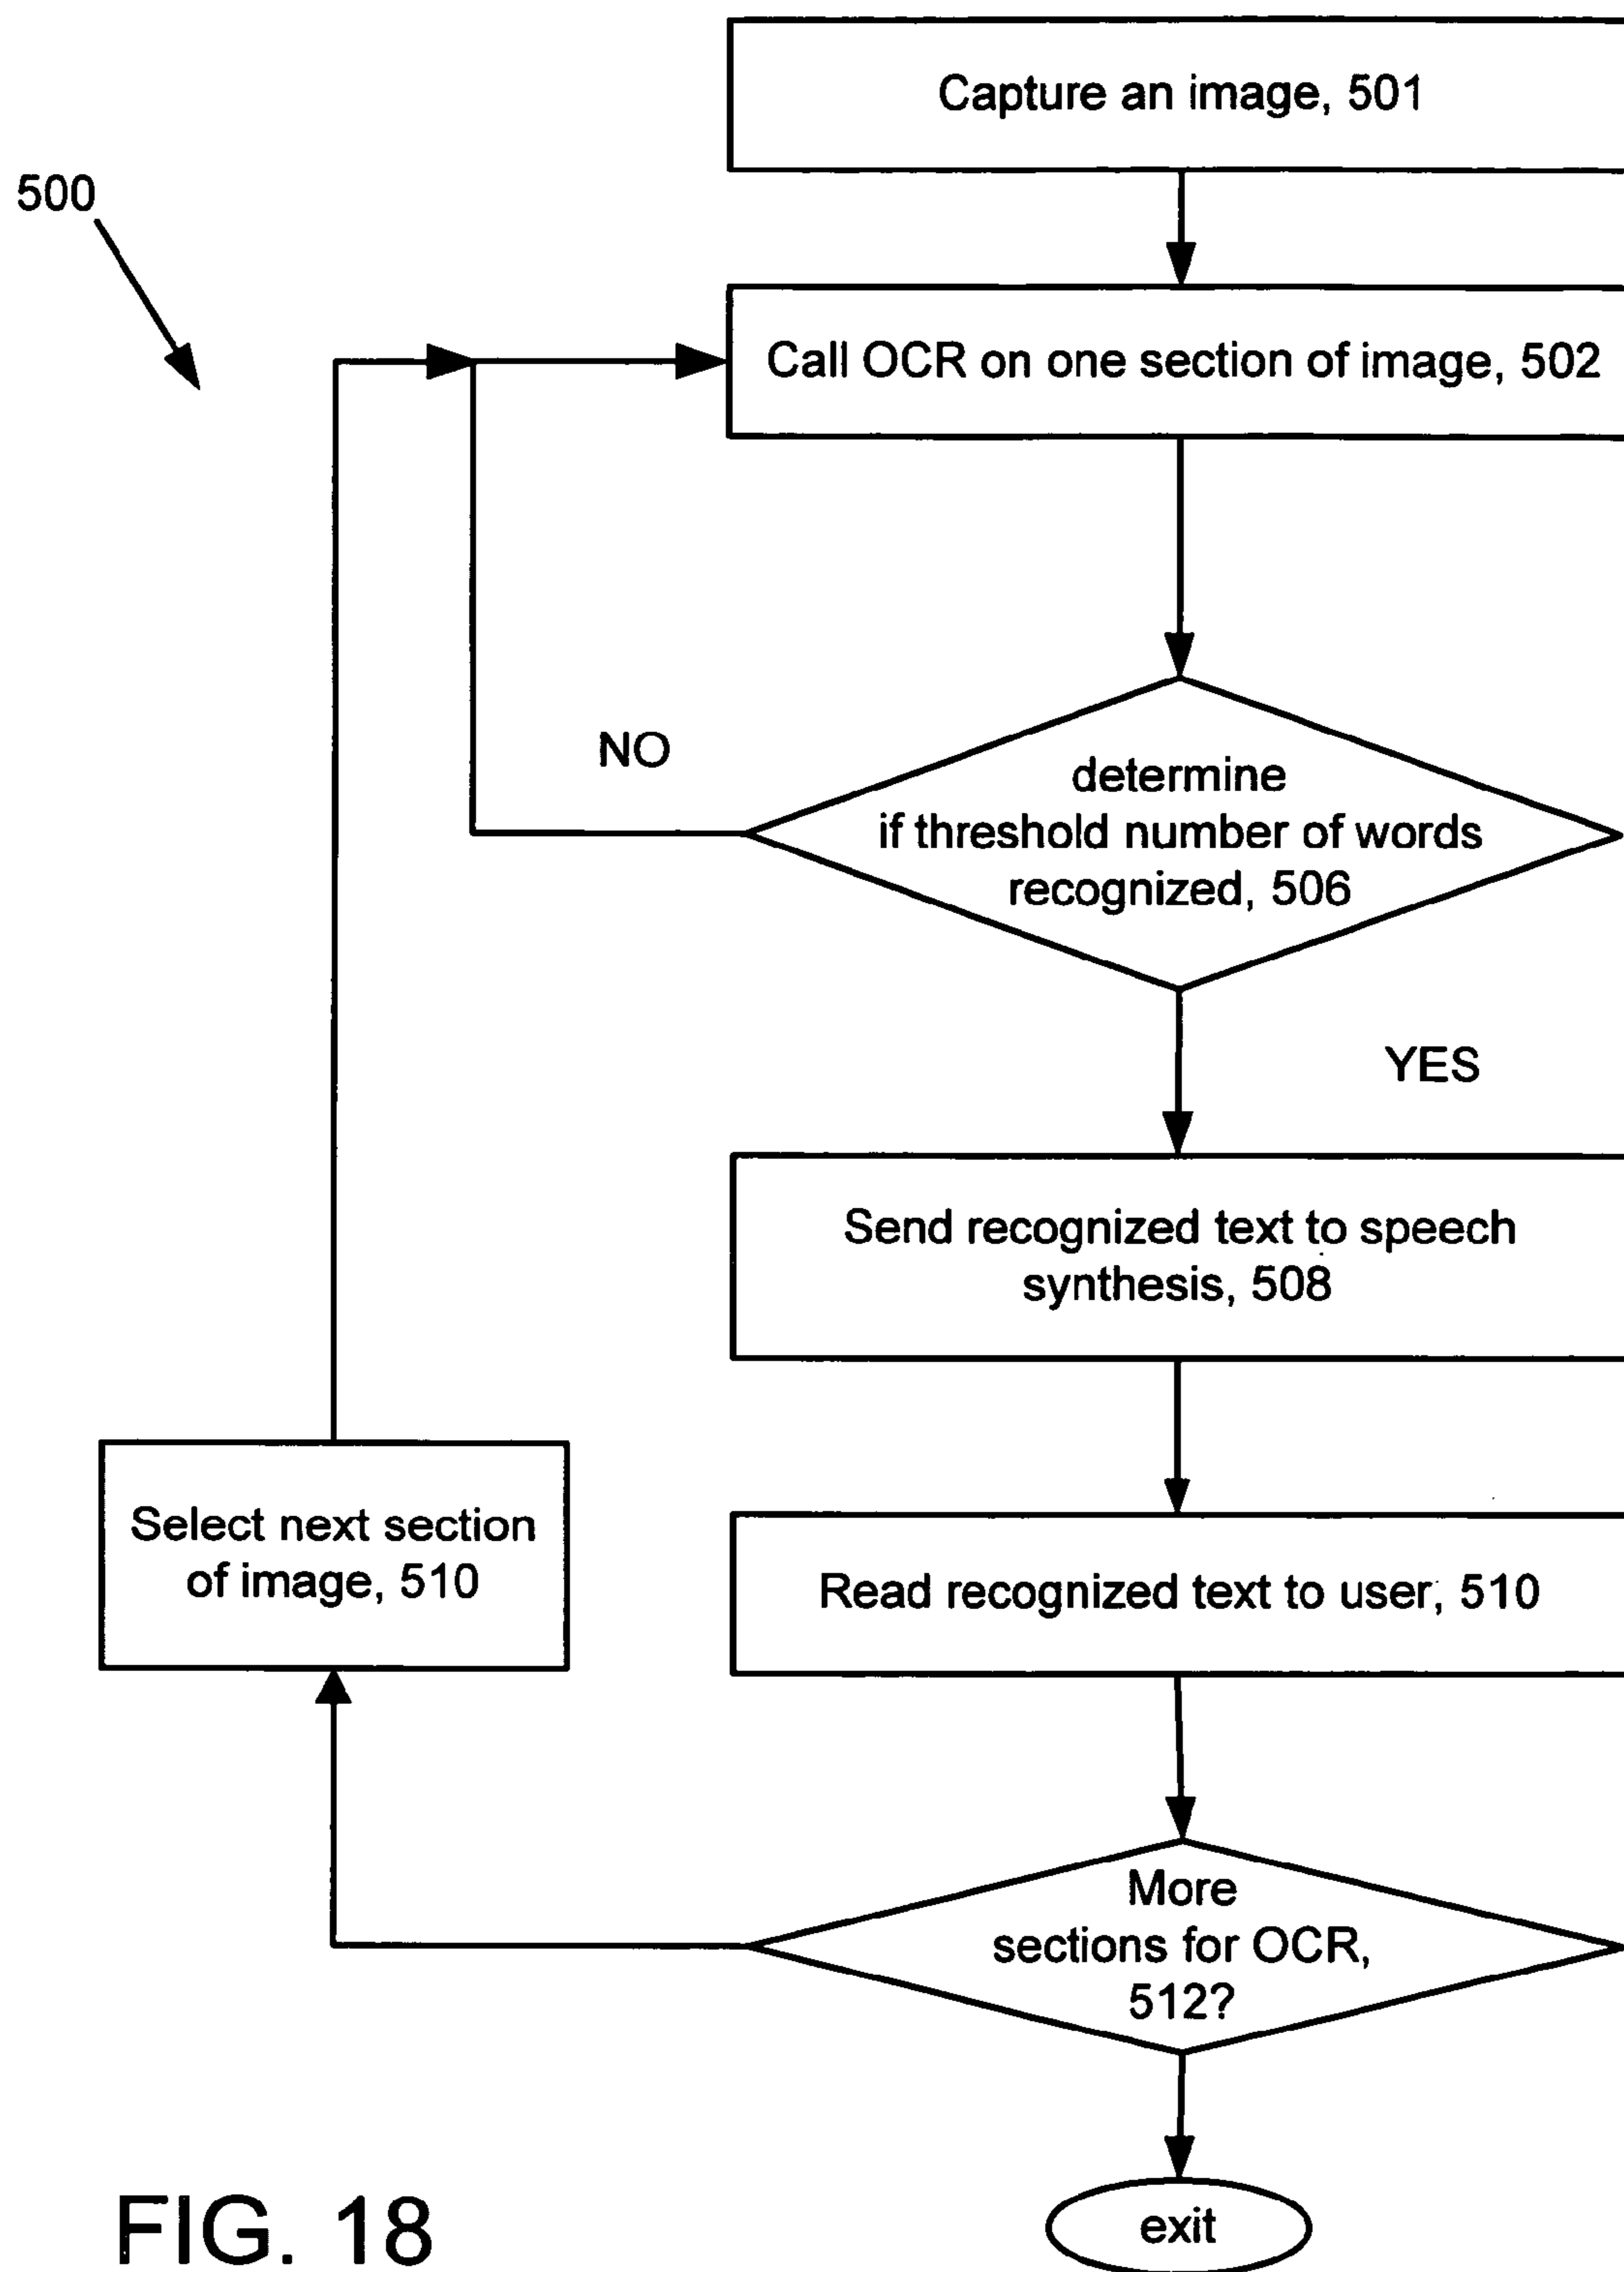 Capture an image, 501
500
Call OCR on one section of image, 502
NO
determine
if threshold number of words
recognized, 506
YES
Send recognized text to speech
synthesis, 508
Select next section
of image, 510
Read recognized text to user, 510
More
sections for OCR,
512?
exit
FIG. 18